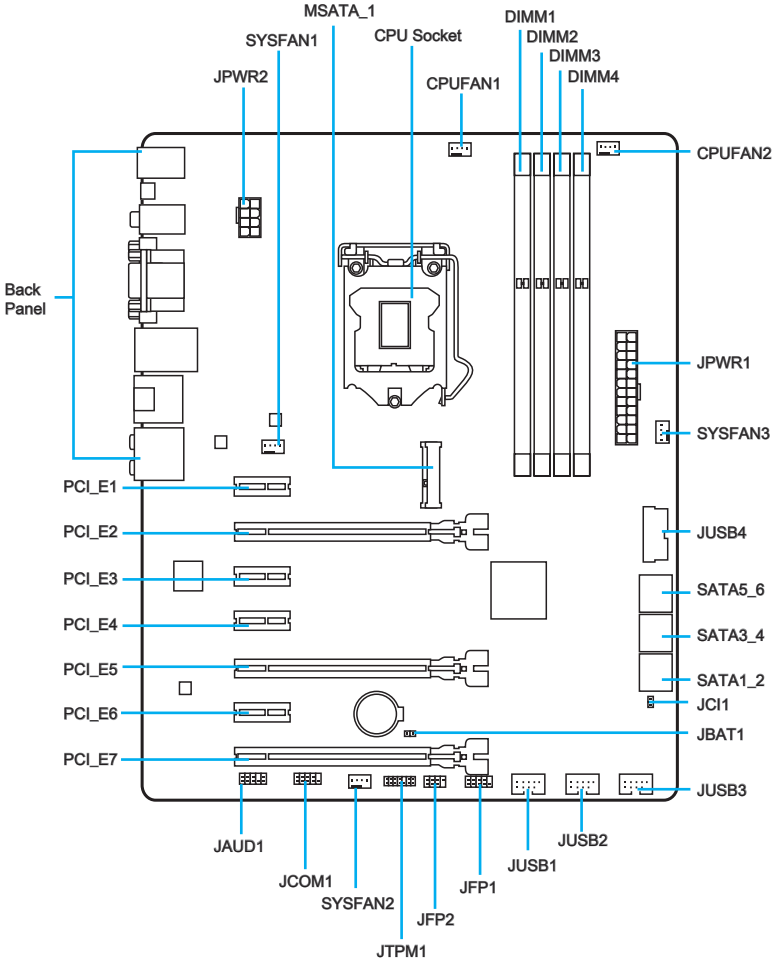 MSATA_1
DIMM1
DIMM2
DIMM3
DIMM4
SYSFAN1
CPU Socket
JPWR2
CPUFAN1
CPUFAN2
Back
Panel
JPWR1
SYSFAN3
PCI_E1
PCI_E2
JUSB4
PCI_E3
SATA5_6
PCI_E4
SATA3_4
PCI_E5
SATA1_2
JCI1
PCI_E6
JBAT1
PCI_E7
JUSB3
JAUD1
JUSB2
JUSB1
JCOM1
JFP1
SYSFAN2
JFP2
JTPM1